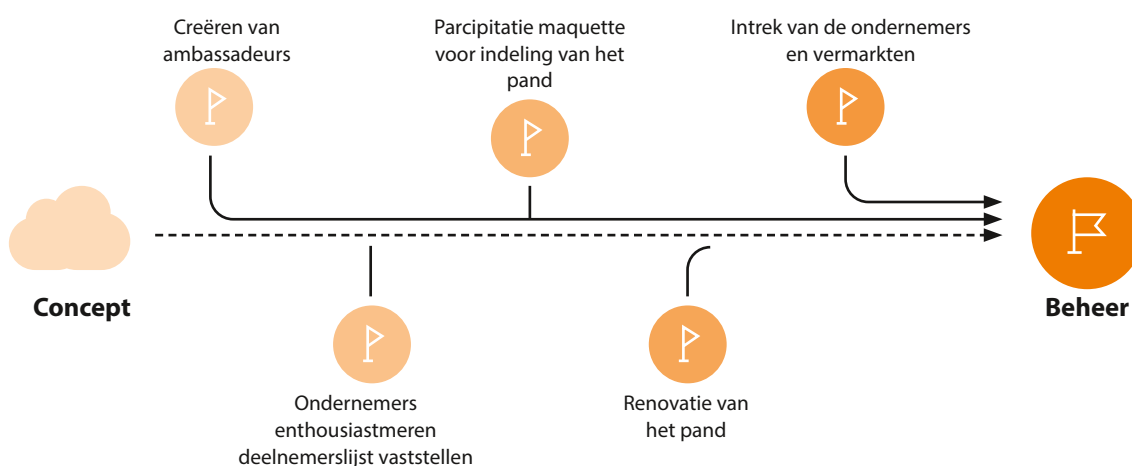 Creëren van
ambassadeurs
Parcipitatie maquette
voor indeling van het
pand
Intrek van de ondernemers
en vermarkten
Concept
Beheer
Ondernemers
enthousiastmeren
deelnemerslijst vaststellen
Renovatie van
het pand